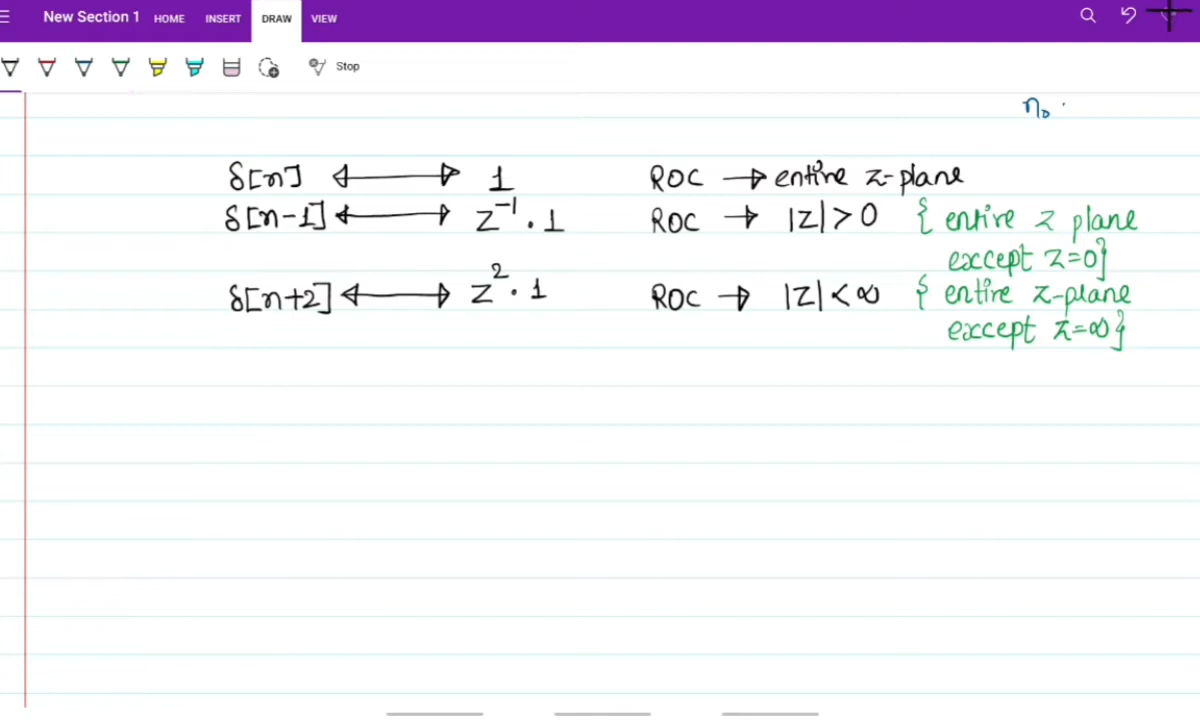 New Section 1 HOME INSERT DRAW VIEW
Stop
n₀
δ[n] ↔ 1 ROC → entire z-plane
δ[n-1] ↔ z⁻¹ . 1 ROC → |z| > 0 { entire z plane
except z=0}
δ[n+2] ↔ z² . 1 ROC → |z| < ∞ { entire z-plane
except z=∞}